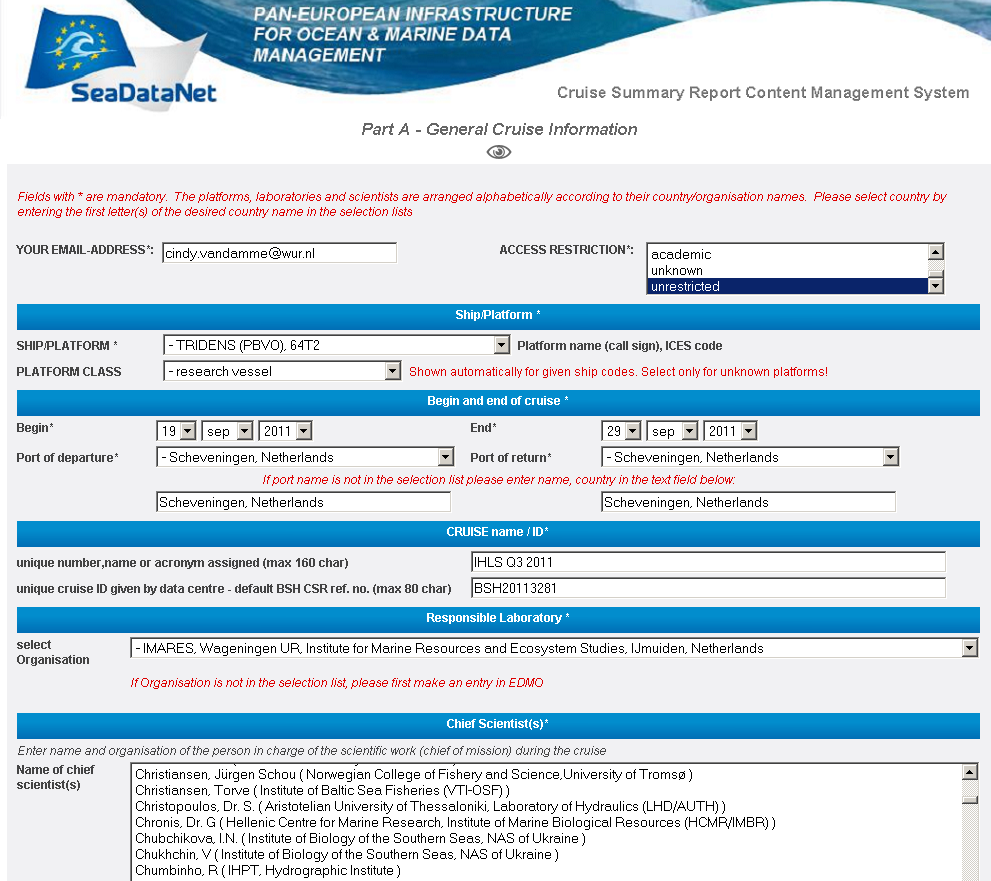 PAN-EUROPEAN INFRASTRUCTURE
FOR OCEAN & MARINE DATA
MANAGEMENT
SeaDataNet
Cruise Summary Report Content Management System
Part A - General Cruise Information
Fields with * are mandatory. The platforms, laboratories and scientists are arranged alphabetically according to their country/organisation names. Please select country by
entering the first letter(s) of the desired country name in the selection lists
YOUR EMAIL-ADDRESS*: cindy.vandamme@wur.nl ACCESS RESTRICTION*: academic
unknown
unrestricted
Ship/Platform *
SHIP/PLATFORM * - TRIDENS (PBVO), 64T2 Platform name (call sign), ICES code
PLATFORM CLASS - research vessel Shown automatically for given ship codes. Select only for unknown platforms!
Begin and end of cruise *
Begin* 19 sep 2011 End* 29 sep 2011
Port of departure* - Scheveningen, Netherlands Port of return* - Scheveningen, Netherlands
If port name is not in the selection list please enter name, country in the text field below:
Scheveningen, Netherlands Scheveningen, Netherlands
CRUISE name / ID*
unique number,name or acronym assigned (max 160 char) IHLS Q3 2011
unique cruise ID given by data centre - default BSH CSR ref. no. (max 80 char) BSH20113281
Responsible Laboratory *
select
Organisation - IMARES, Wageningen UR, Institute for Marine Resources and Ecosystem Studies, IJmuiden, Netherlands
If Organisation is not in the selection list, please first make an entry in EDMO
Chief Scientist(s)*
Enter name and organisation of the person in charge of the scientific work (chief of mission) during the cruise
Name of chief
scientist(s)
Christiansen, Jürgen Schou ( Norwegian College of Fishery and Science,University of Tromsø )
Christiansen, Torve ( Institute of Baltic Sea Fisheries (VTI-OSF) )
Christopoulos, Dr. S. ( Aristotelian University of Thessaloniki, Laboratory of Hydraulics (LHD/AUTH) )
Chronis, Dr. G ( Hellenic Centre for Marine Research, Institute of Marine Biological Resources (HCMR/IMBR) )
Chubchikova, I.N. ( Institute of Biology of the Southern Seas, NAS of Ukraine )
Chukhchin, V ( Institute of Biology of the Southern Seas, NAS of Ukraine )
Chumbinho, R ( IHPT, Hydrographic Institute )